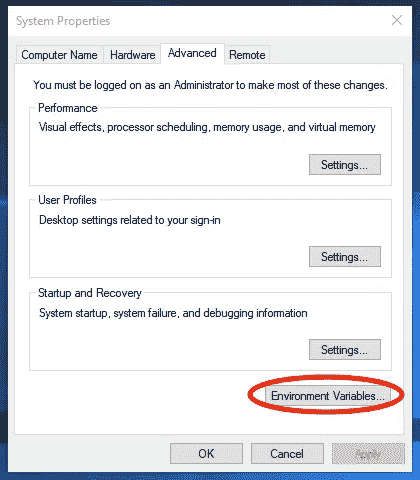 System Properties
Computer Name Hardware Advanced Remote
You must be logged on as an Administrator to make most of these changes.
Performance
Visual effects, processor scheduling, memory usage, and virtual memory
Settings...
User Profiles
Desktop settings related to your sign-in
Settings...
Startup and Recovery
System startup, system failure, and debugging information
Settings...
Environment Variables...
OK Cancel Apply